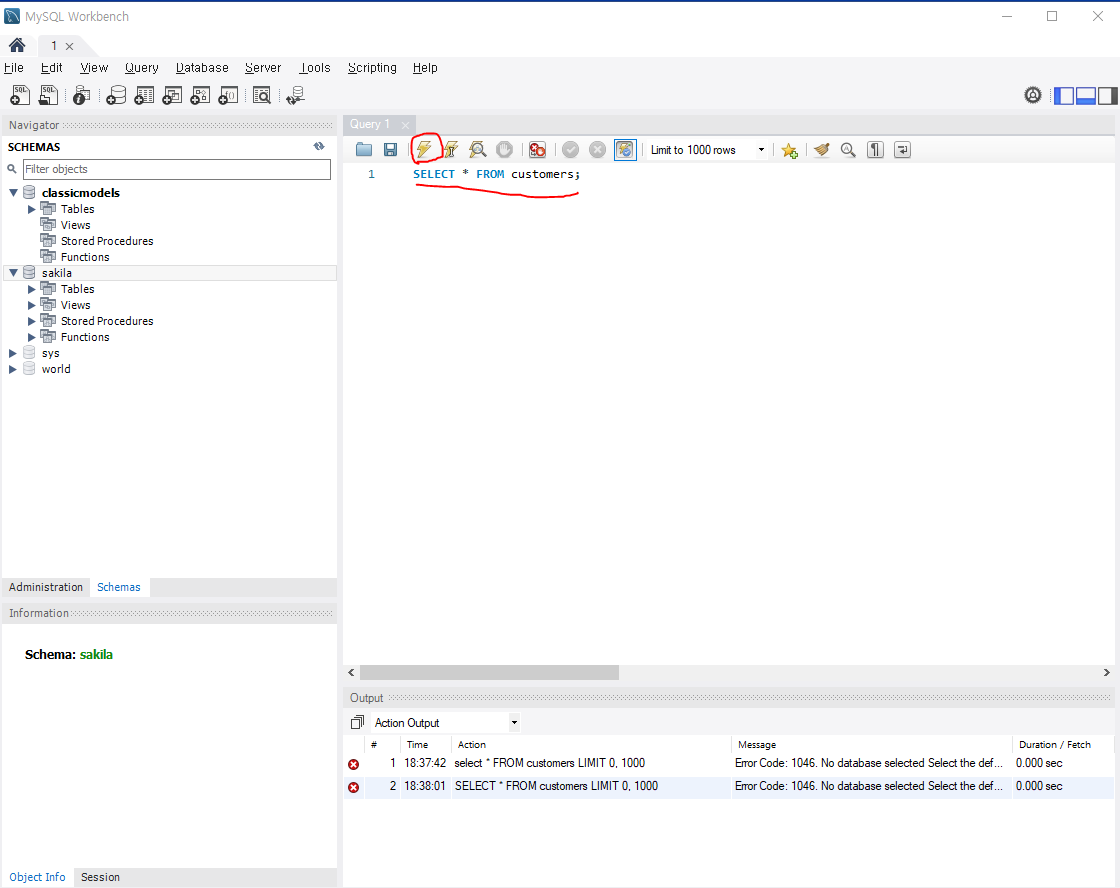 MySQL Workbench
1
File Edit View Query Database Server Tools Scripting Help
Navigator
SCHEMAS
Filter objects
classicmodels
Tables
Views
Stored Procedures
Functions
sakila
Tables
Views
Stored Procedures
Functions
sys
world
Administration Schemas
Information
Schema: sakila
Object Info Session
Query 1
Limit to 1000 rows
1 SELECT * FROM customers;
Output
Action Output
# Time Action Message Duration / Fetch
1 18:37:42 select * FROM customers LIMIT 0, 1000 Error Code: 1046. No database selected Select the def... 0.000 sec
2 18:38:01 SELECT * FROM customers LIMIT 0, 1000 Error Code: 1046. No database selected Select the def... 0.000 sec